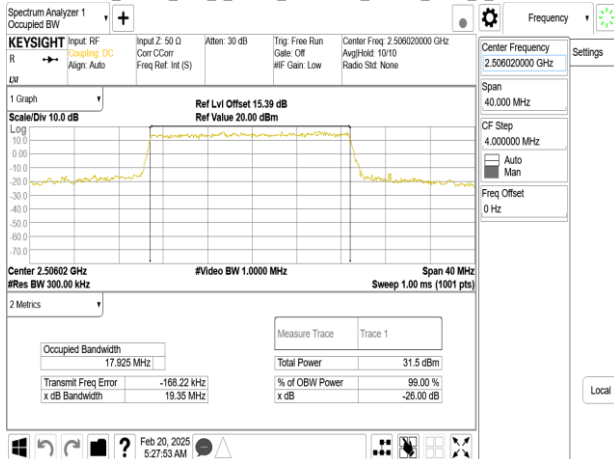 Spectrum Analyzer 1
Occupied BW
+
Frequency
KEYSIGHT
R
LXI
Input: RF
Coupling: DC
Align: Auto
Input Z: 50 Ω
Corr CCorr
Freq Ref: Int (S)
Atten: 30 dB
Trig: Free Run
Gate: Off
#IF Gain: Low
Center Freq: 2.506020000 GHz
Avg|Hold: 10/10
Radio Std: None
Center Frequency
2.506020000 GHz
Settings
Span
40.000 MHz
CF Step
4.000000 MHz
Auto
Man
Freq Offset
0 Hz
Local
1 Graph
Scale/Div 10.0 dB
Ref Lvl Offset 15.39 dB
Ref Value 20.00 dBm
Log
10.0
0.00
-10.0
-20.0
-30.0
-40.0
-50.0
-60.0
-70.0
Center 2.50602 GHz
#Video BW 1.0000 MHz
Span 40 MHz
#Res BW 300.00 kHz
Sweep 1.00 ms (1001 pts)
2 Metrics
Measure Trace
Trace 1
Occupied Bandwidth
17.925 MHz
Total Power
31.5 dBm
Transmit Freq Error
-168.22 kHz
% of OBW Power
99.00 %
x dB Bandwidth
19.35 MHz
x dB
-26.00 dB
?
Feb 20, 2025
5:27:53 AM